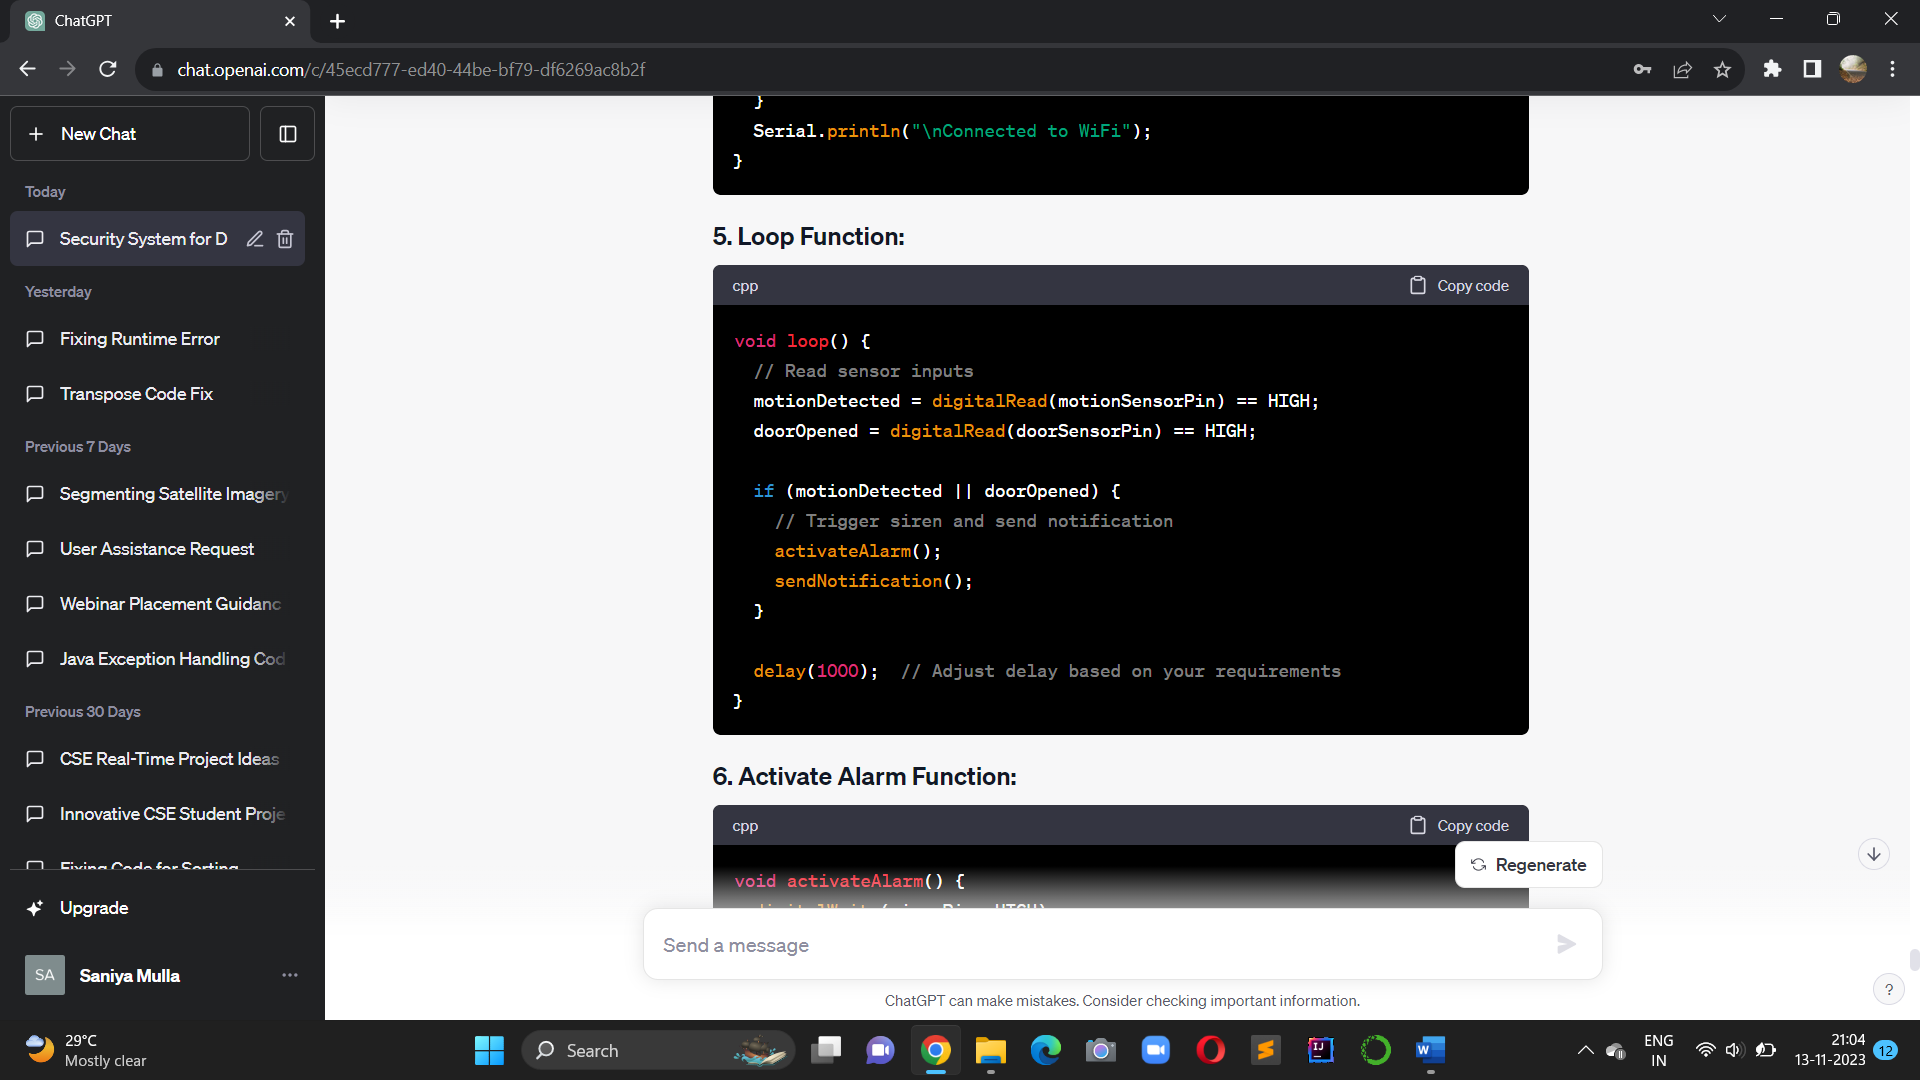 ChatGPT
chat.openai.com/c/45ecd777-ed40-44be-bf79-df6269ac8b2f
New Chat
Today
Security System for D
Yesterday
Fixing Runtime Error
Transpose Code Fix
Previous 7 Days
Segmenting Satellite Imagery
User Assistance Request
Webinar Placement Guidanc
Java Exception Handling Cod
Previous 30 Days
CSE Real-Time Project Ideas
Innovative CSE Student Proje
Fixing Code for Sorting
Upgrade
SA Saniya Mulla
}
Serial.println("\nConnected to WiFi");
}
5. Loop Function:
cpp Copy code
void loop() {
// Read sensor inputs
motionDetected = digitalRead(motionSensorPin) == HIGH;
doorOpened = digitalRead(doorSensorPin) == HIGH;
if (motionDetected || doorOpened) {
// Trigger siren and send notification
activateAlarm();
sendNotification();
}
delay(1000); // Adjust delay based on your requirements
}
6. Activate Alarm Function:
cpp Copy code
void activateAlarm() {
Regenerate
Send a message
ChatGPT can make mistakes. Consider checking important information.
?
29°C
Mostly clear
Search
ENG
IN
21:04
13-11-2023
12